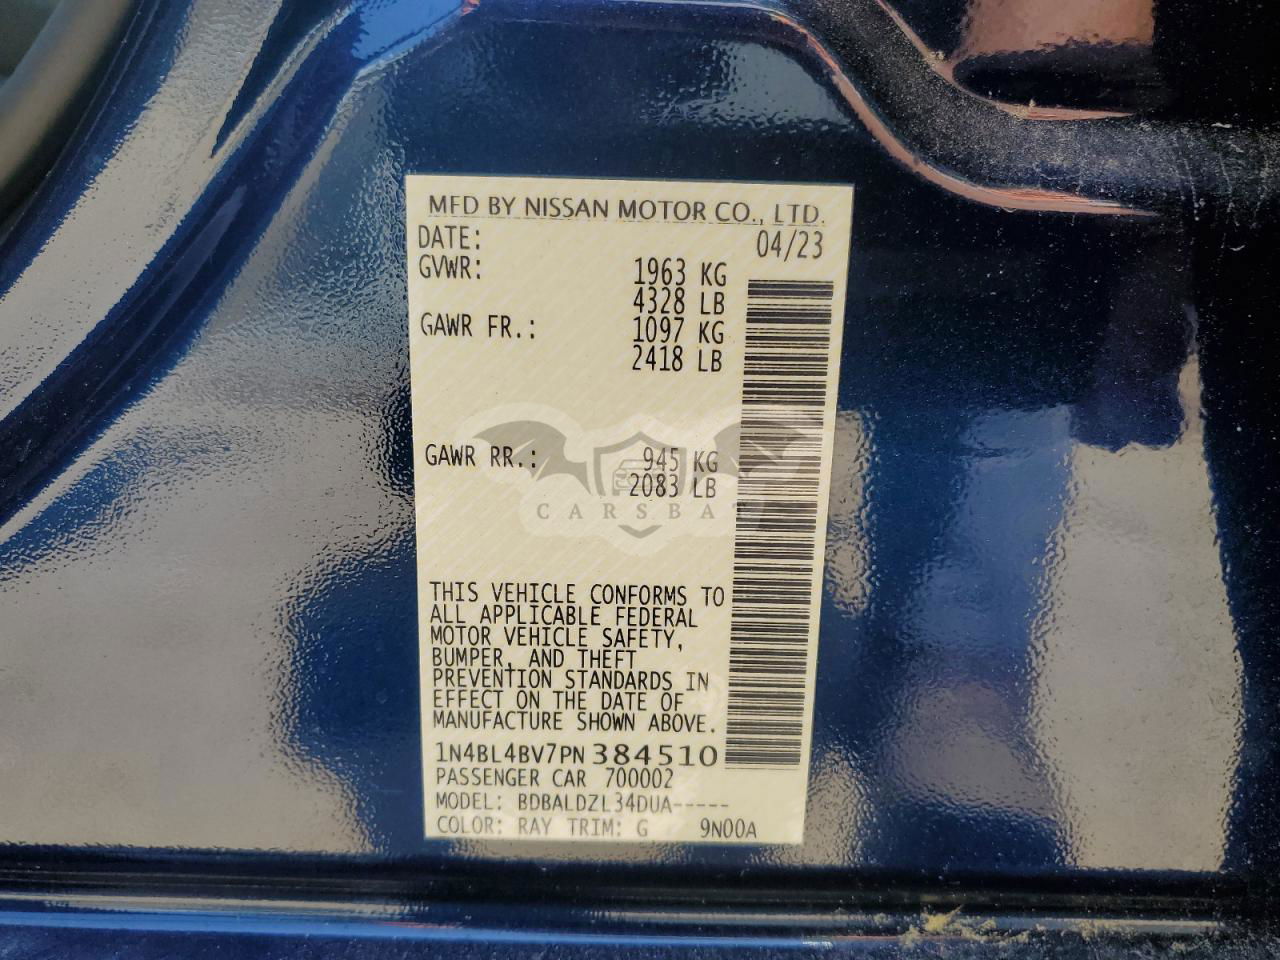 MFD BY NISSAN MOTOR CO., LTD.
DATE: 04/23
GVWR: 1963 KG
4328 LB
GAWR FR.: 1097 KG
2418 LB
GAWR RR.: 945 KG
2083 LB
CARSBAT
THIS VEHICLE CONFORMS TO
ALL APPLICABLE FEDERAL
MOTOR VEHICLE SAFETY,
BUMPER, AND THEFT
PREVENTION STANDARDS IN
EFFECT ON THE DATE OF
MANUFACTURE SHOWN ABOVE.
1N4BL4BV7PN384510
PASSENGER CAR 700002
MODEL: BDBALDZL34DUA-----
COLOR: RAY TRIM: G 9N00A